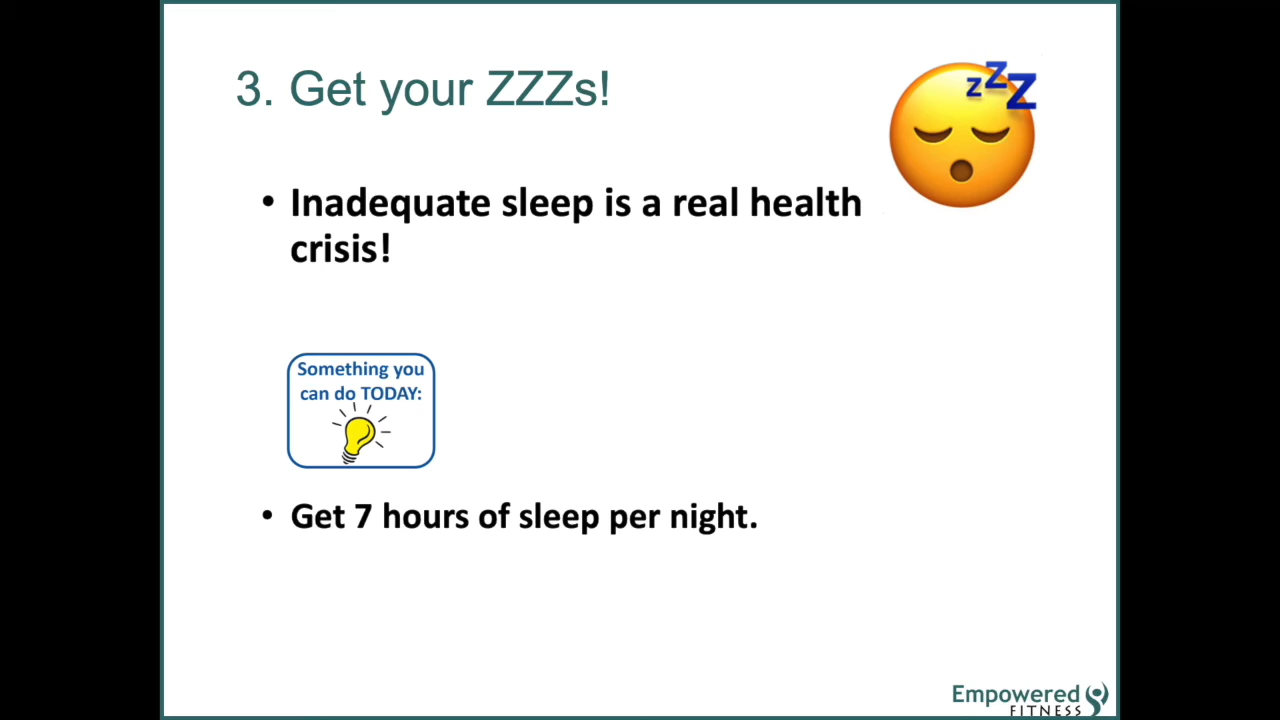 3. Get your ZZZs!
z Z Z
• Inadequate sleep is a real health
crisis!
Something you
can do TODAY:
• Get 7 hours of sleep per night.
Empowered
FITNESS